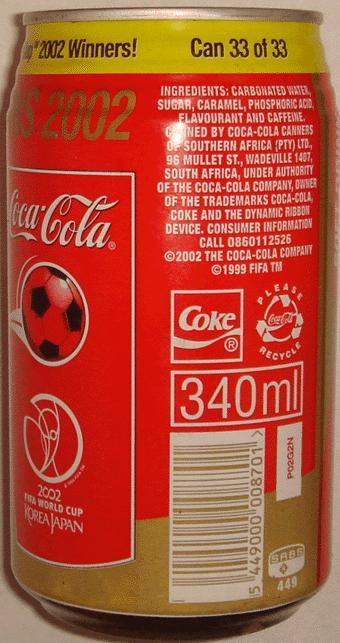 2002 Winners!
Can 33 of 33
S 2002
INGREDIENTS: CARBONATED WATER,
SUGAR, CARAMEL, PHOSPHORIC ACID,
FLAVOURANT AND CAFFEINE.
CANNED BY COCA-COLA CANNERS
OF SOUTHERN AFRICA (PTY) LTD.,
96 MULLET ST., WADEVILLE 1407,
SOUTH AFRICA, UNDER AUTHORITY
OF THE COCA-COLA COMPANY, OWNER
OF THE TRADEMARKS COCA-COLA,
COKE AND THE DYNAMIC RIBBON
DEVICE. CONSUMER INFORMATION
CALL 0860112526
©2002 THE COCA-COLA COMPANY
©1999 FIFA TM
Coca-Cola®
Coke®
PLEASE
Coca-Cola
RECYCLE
340ml
2002
FIFA WORLD CUP
KOREA JAPAN
5 449000 008701 >
P02G2N
SABS
449